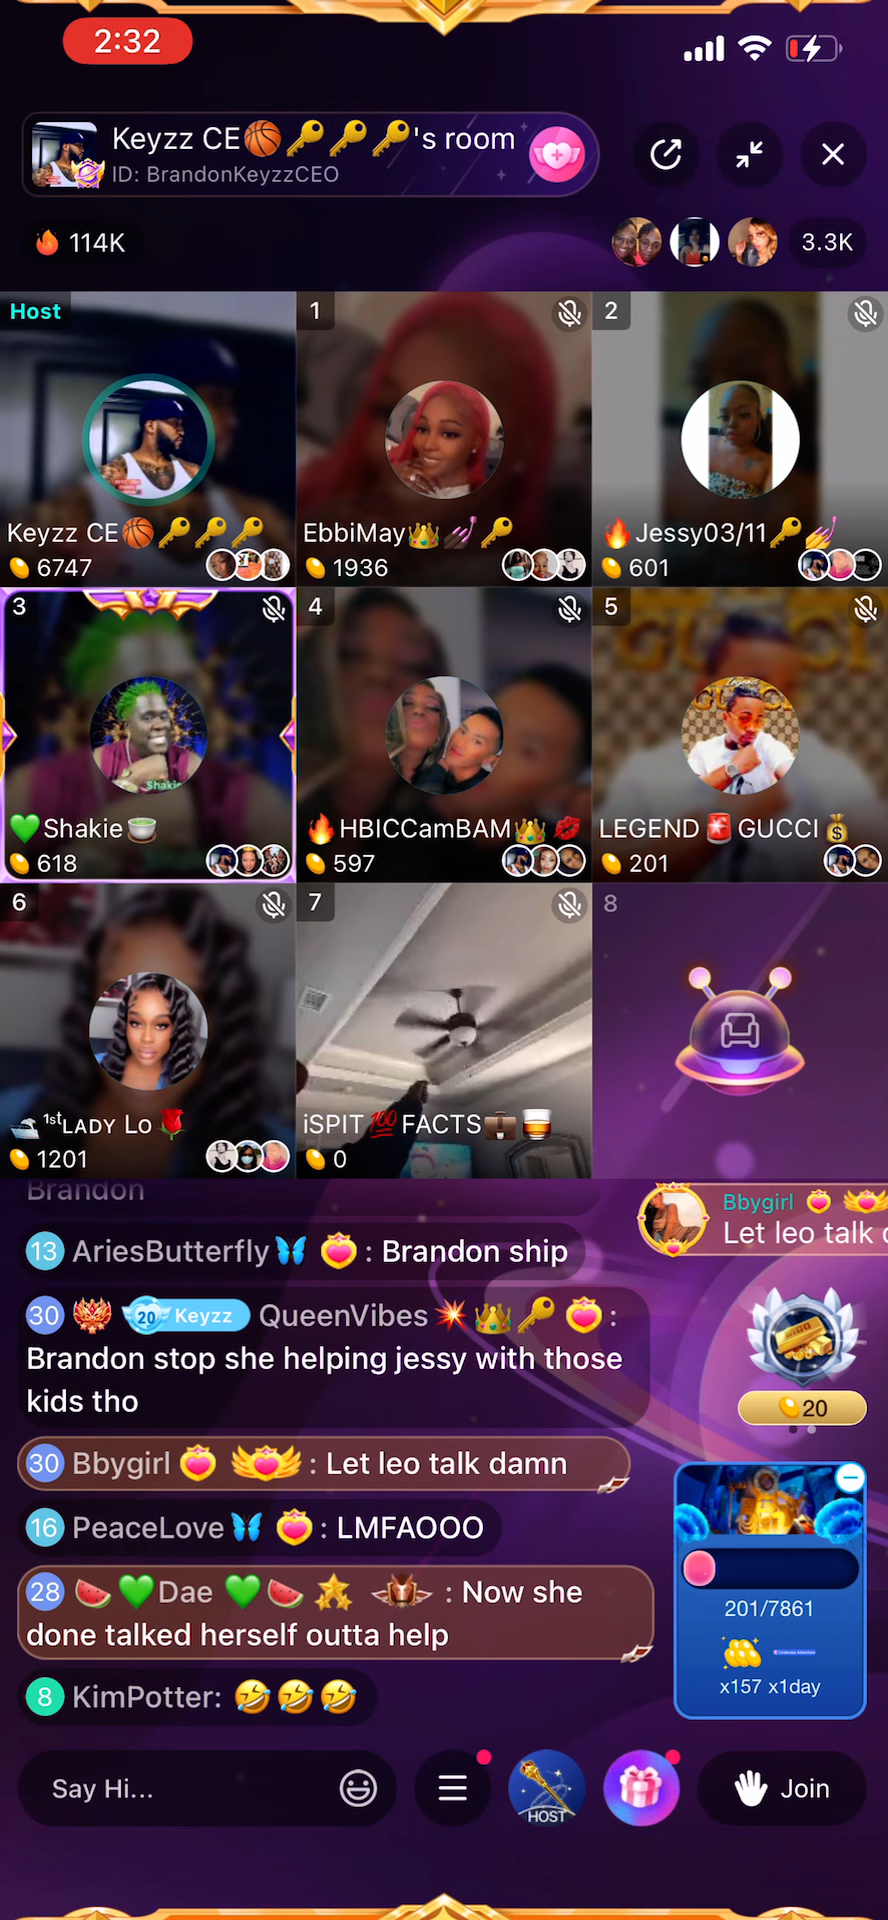 2:32
Keyzz CE🏀🔑🔑🔑's room
ID: BrandonKeyzzCEO
114K
3.3K
Host
1
2
Keyzz CE🏀🔑🔑🔑
EbbiMay👑💅🏿🔑
🔥Jessy03/11🔑💅
6747
1936
601
3
4
5
Shakie
💚Shakie🍵
🔥HBICCamBAM👑💋
LEGEND🚨GUCCI💰
618
597
201
6
7
8
🛥️¹ˢᵗLADY Lo🌹
iSPIT💯FACTS💼🥃
1201
0
Brandon
Bbygirl
Let leo talk
13 AriesButterfly🦋 : Brandon ship
30 20 Keyzz QueenVibes💥👑🔑 :
Brandon stop she helping jessy with those
kids tho
20
30 Bbygirl : Let leo talk damn
16 PeaceLove🦋 : LMFAOOO
28 🍉💚Dae 💚🍉 : Now she
done talked herself outta help
201/7861
x157 x1day
8 KimPotter: 🤣🤣🤣
Say Hi...
HOST
Join